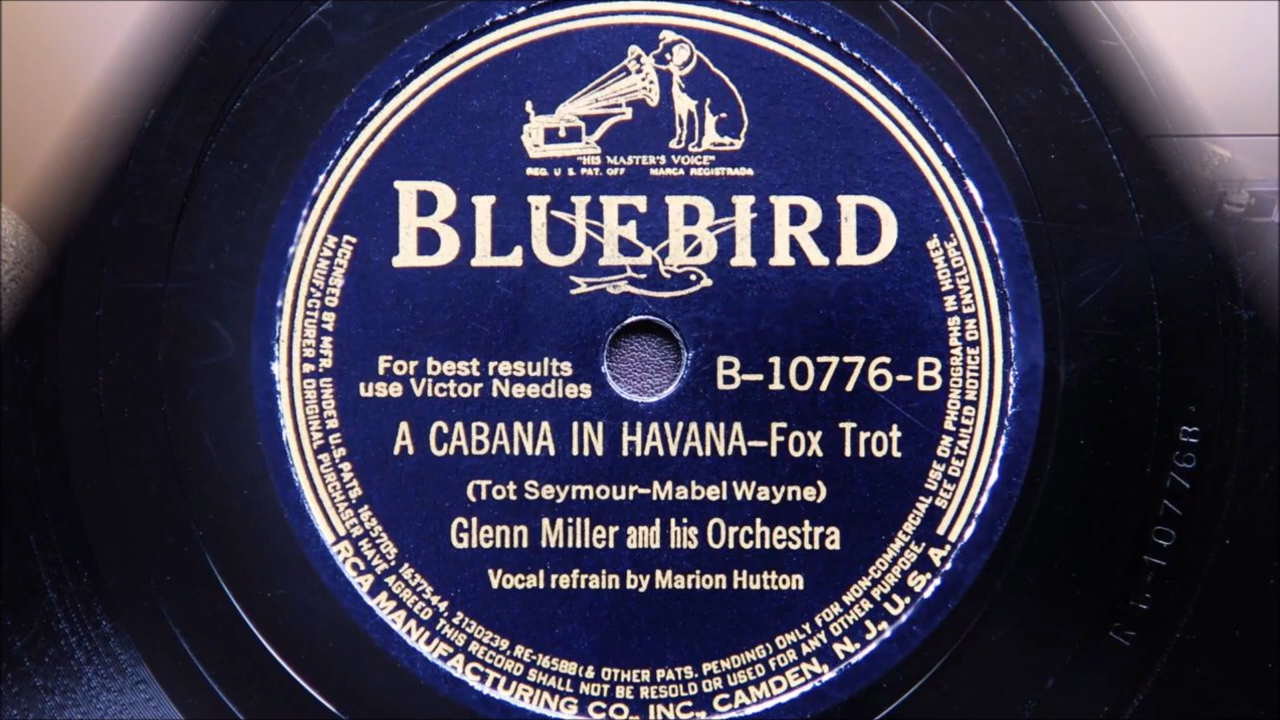 "HIS MASTER'S VOICE"
REG. U S. PAT. OFF MARCA REGISTRADA
BLUEBIRD
For best results
use Victor Needles
B-10776-B
A CABANA IN HAVANA-Fox Trot
(Tot Seymour-Mabel Wayne)
Glenn Miller and his Orchestra
Vocal refrain by Marion Hutton
LICENSED BY MFR. UNDER U.S. PATS. 1625705, 1637544, 2130239, RE-16588 (& OTHER PATS. PENDING) ONLY FOR NON-COMMERCIAL USE ON PHONOGRAPHS IN HOMES.
MANUFACTURER & ORIGINAL PURCHASER HAVE AGREED THIS RECORD SHALL NOT BE RESOLD OR USED FOR ANY OTHER PURPOSE. SEE DETAILED NOTICE ON ENVELOPE.
RCA MANUFACTURING CO., INC., CAMDEN, N. J., U. S. A.
10776B